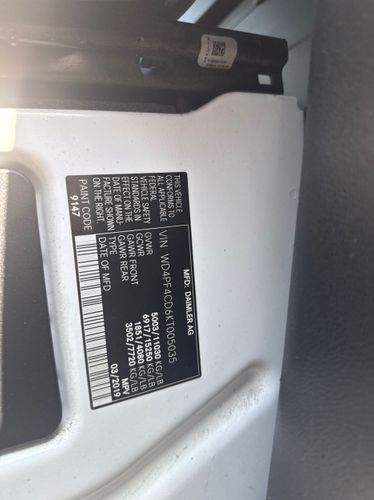 MFD: DAIMLER AG
VIN WD4PF4CD6KT005035
THIS VEHICLE
CONFORMS TO
ALL APPLICABLE
FEDERAL
VEHICLE SAFETY
STANDARDS IN
EFFECT ON THE
DATE OF MANU-
FACTURE SHOWN
ON THE RIGHT.
PAINT CODE
9147
GVWR 5003/11030 KG/LB
GCWR 6917/15250 KG/LB
GAWR FRONT 1851/4080 KG/LB
GAWR REAR 3502/7720 KG/LB
TYPE MPV
DATE OF MFD. 03/2019